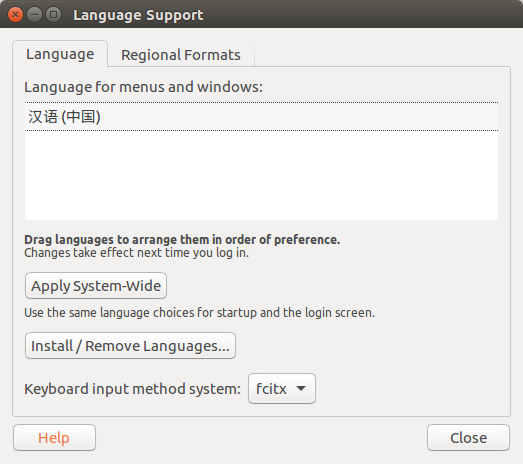 Language Support
Language
Regional Formats
Language for menus and windows:
汉语 (中国)
Drag languages to arrange them in order of preference.
Changes take effect next time you log in.
Apply System-Wide
Use the same language choices for startup and the login screen.
Install / Remove Languages...
Keyboard input method system: fcitx
Help
Close